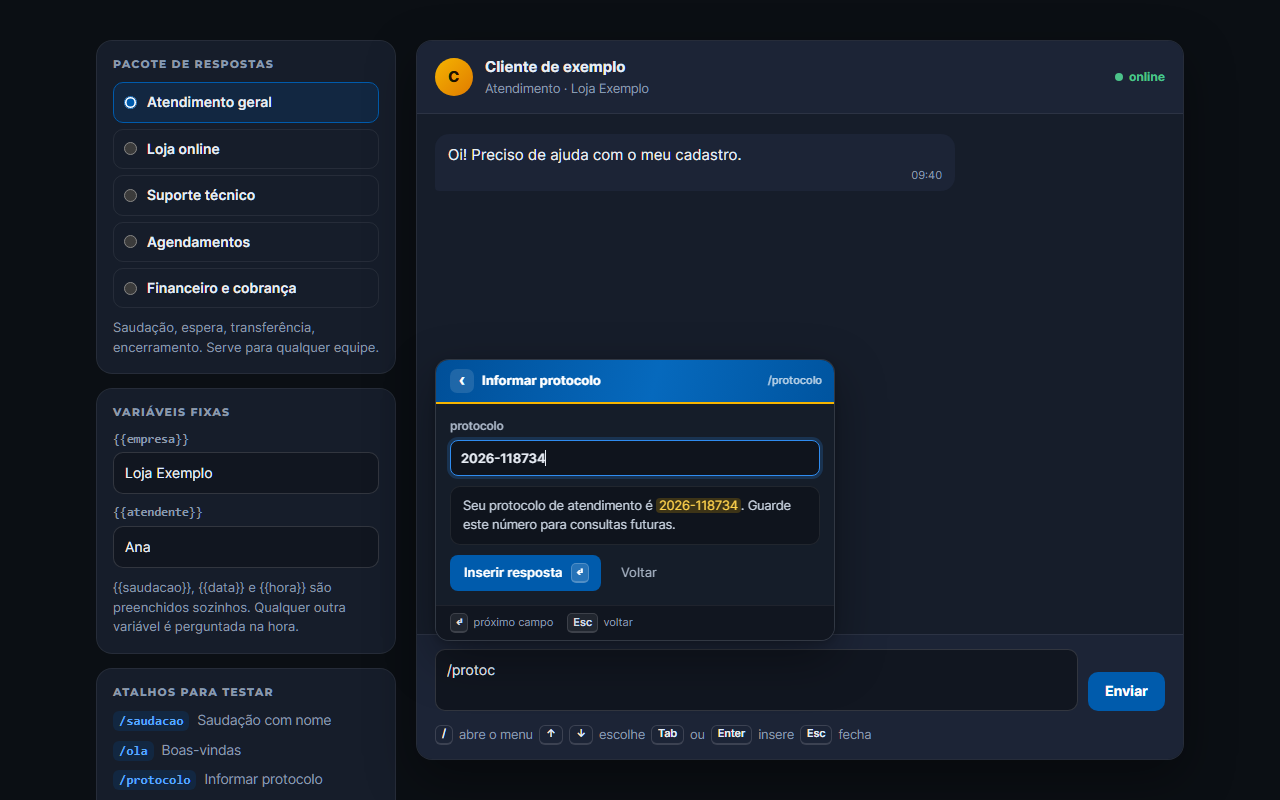 PACOTE DE RESPOSTAS
Atendimento geral
Loja online
Suporte técnico
Agendamentos
Financeiro e cobrança
Saudação, espera, transferência,
encerramento. Serve para qualquer equipe.
VARIÁVEIS FIXAS
{{empresa}}
Loja Exemplo
{{atendente}}
Ana
{{saudacao}}, {{data}} e {{hora}} são
preenchidos sozinhos. Qualquer outra
variável é perguntada na hora.
ATALHOS PARA TESTAR
/saudacao Saudação com nome
/ola Boas-vindas
/protocolo Informar protocolo
C
Cliente de exemplo
Atendimento · Loja Exemplo
online
Oi! Preciso de ajuda com o meu cadastro.
09:40
‹ Informar protocolo /protocolo
protocolo
2026-118734
Seu protocolo de atendimento é 2026-118734. Guarde
este número para consultas futuras.
Inserir resposta ↵ Voltar
↵ próximo campo Esc voltar
/protoc
Enviar
/ abre o menu ↑ ↓ escolhe Tab ou Enter insere Esc fecha